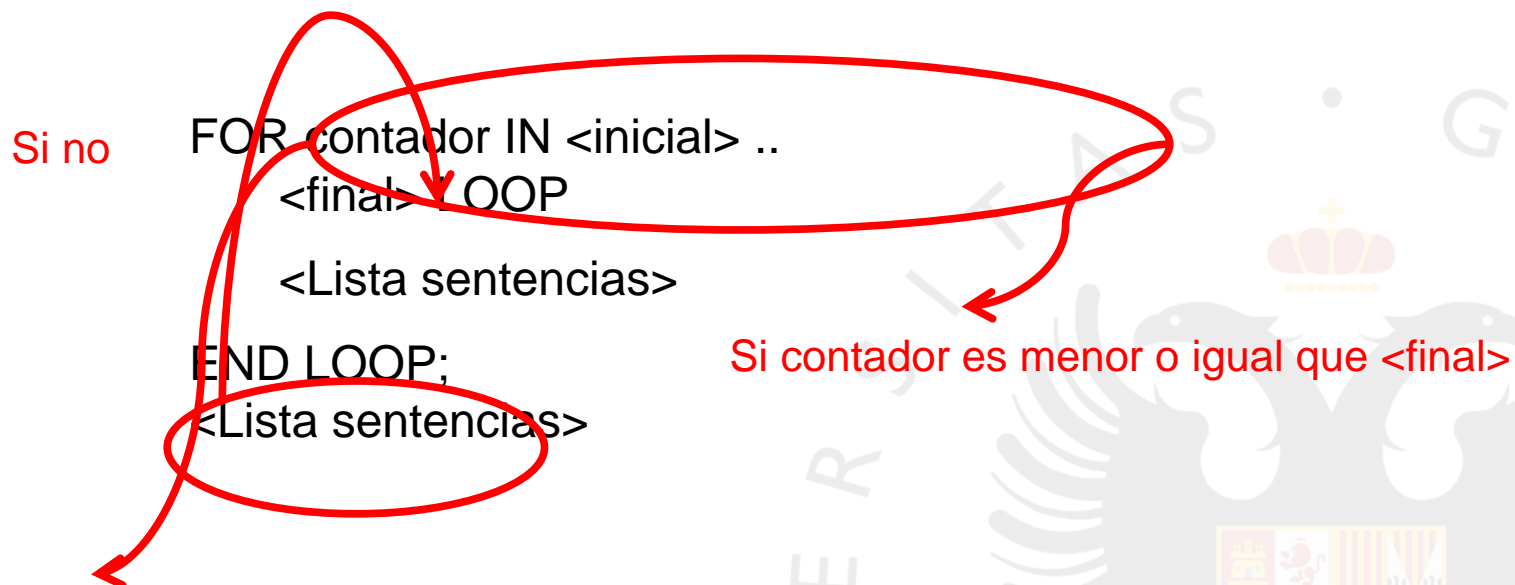 Si no
FOR contador IN <inicial> ..
<final> LOOP
<Lista sentencias>
END LOOP;
Si contador es menor o igual que <final>
<Lista sentencias>
E R S I T A S • G